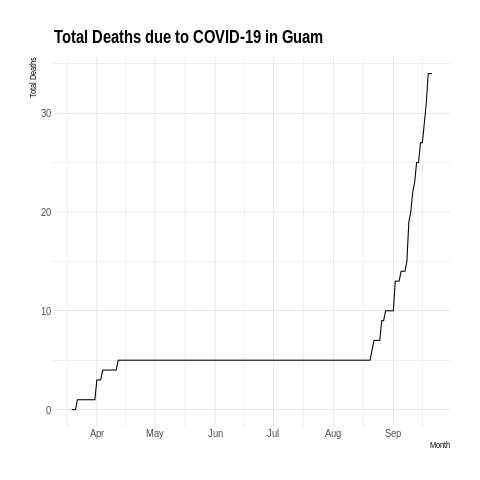 Total Deaths due to COVID-19 in Guam
Total Deaths
30
20
10
0
Apr May Jun Jul Aug Sep
Month